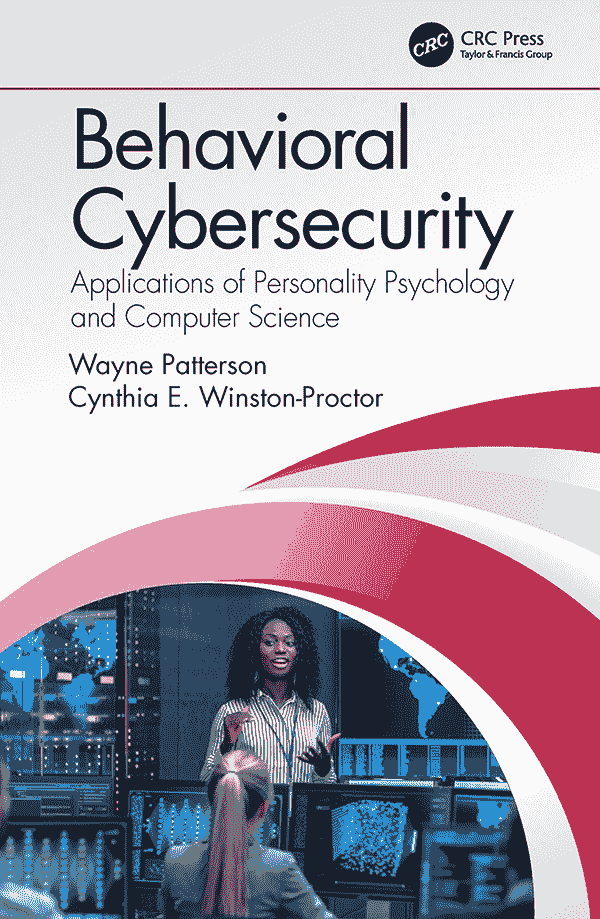 CRC
CRC Press
Taylor & Francis Group
Behavioral
Cybersecurity
Applications of Personality Psychology
and Computer Science
Wayne Patterson
Cynthia E. Winston-Proctor